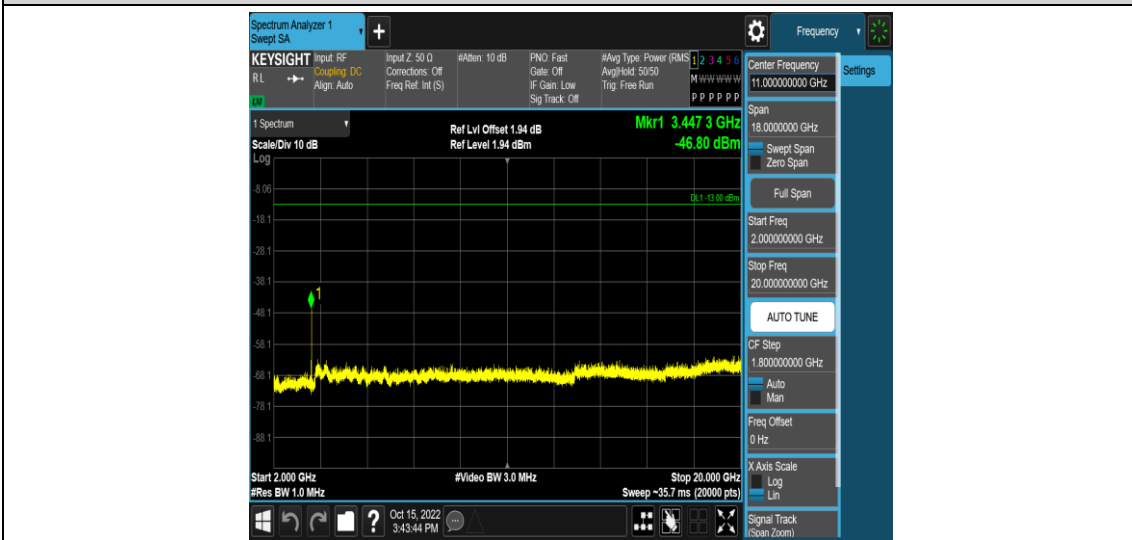 Spectrum Analyzer 1
Swept SA
+
Frequency
KEYSIGHT
RL
LXI
Input: RF
Coupling: DC
Align: Auto
Input Z: 50 Ω
Corrections: Off
Freq Ref: Int (S)
#Atten: 10 dB
PNO: Fast
Gate: Off
IF Gain: Low
Sig Track: Off
#Avg Type: Power (RMS
Avg|Hold: 50/50
Trig: Free Run
1 2 3 4 5 6
M W W W W W
P P P P P P
1 Spectrum
Scale/Div 10 dB
Log
Ref Lvl Offset 1.94 dB
Ref Level 1.94 dBm
Mkr1 3.447 3 GHz
-46.80 dBm
-8.06
DL1 -13.00 dBm
-18.1
-28.1
-38.1
1
-48.1
-58.1
-68.1
-78.1
-88.1
Start 2.000 GHz
#Res BW 1.0 MHz
#Video BW 3.0 MHz
Stop 20.000 GHz
Sweep ~35.7 ms (20000 pts)
?
Oct 15, 2022
3:43:44 PM
Center Frequency
11.000000000 GHz
Settings
Span
18.0000000 GHz
Swept Span
Zero Span
Full Span
Start Freq
2.000000000 GHz
Stop Freq
20.000000000 GHz
AUTO TUNE
CF Step
1.800000000 GHz
Auto
Man
Freq Offset
0 Hz
X Axis Scale
Log
Lin
Signal Track
(Span Zoom)